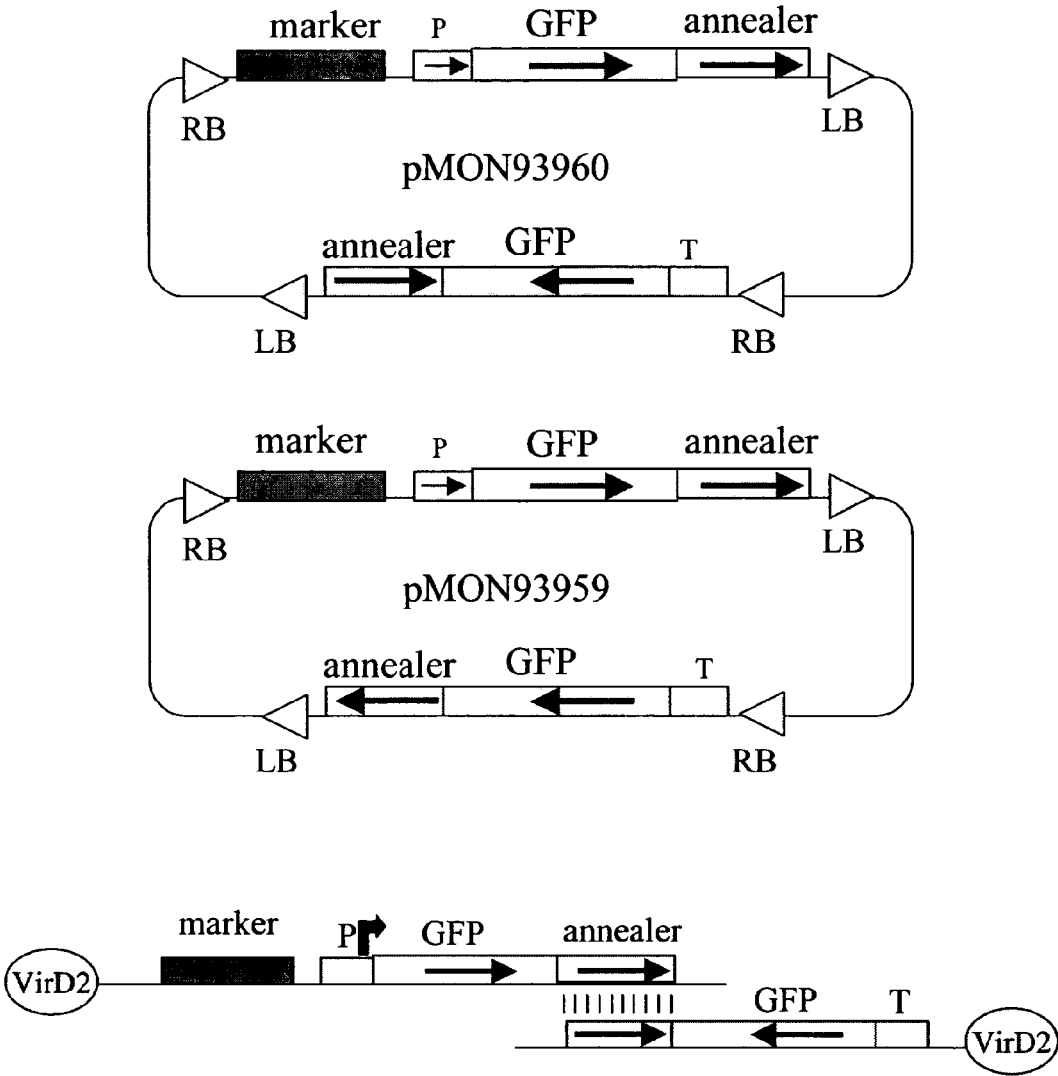 marker P GFP annealer
RB LB
pMON93960
annealer GFP T
LB RB
marker P GFP annealer
RB LB
pMON93959
annealer GFP T
LB RB
marker P GFP annealer
VirD2
GFP T
VirD2